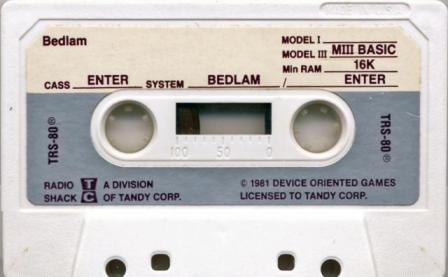 Bedlam
MODEL I
MODEL III MIII BASIC
Min RAM 16K
CASS ENTER SYSTEM BEDLAM / ENTER
TRS-80®
TRS-80®
100 50 0
RADIO SHACK TC A DIVISION OF TANDY CORP.
© 1981 DEVICE ORIENTED GAMES
LICENSED TO TANDY CORP.